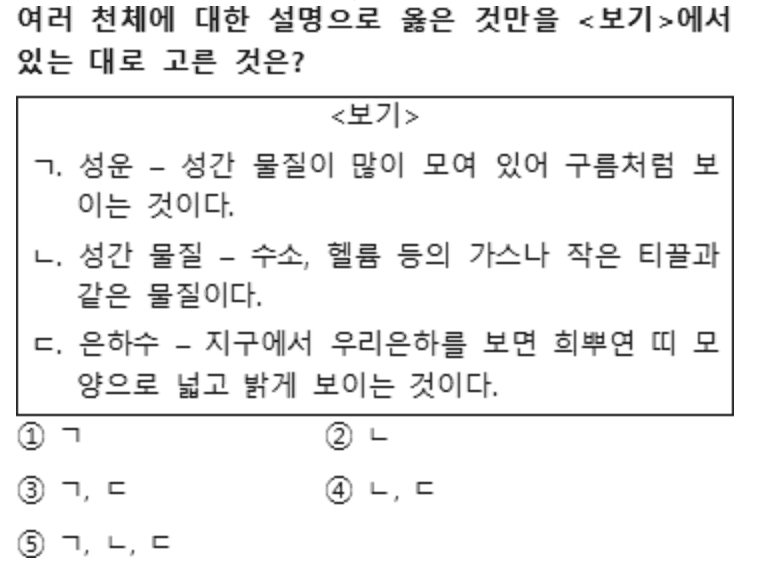 여러 천체에 대한 설명으로 옳은 것만을 <보기>에서
있는 대로 고른 것은?
<보기>
ㄱ. 성운 – 성간 물질이 많이 모여 있어 구름처럼 보
이는 것이다.
ㄴ. 성간 물질 – 수소, 헬륨 등의 가스나 작은 티끌과
같은 물질이다.
ㄷ. 은하수 – 지구에서 우리은하를 보면 희뿌연 띠 모
양으로 넓고 밝게 보이는 것이다.
① ㄱ ② ㄴ
③ ㄱ, ㄷ ④ ㄴ, ㄷ
⑤ ㄱ, ㄴ, ㄷ